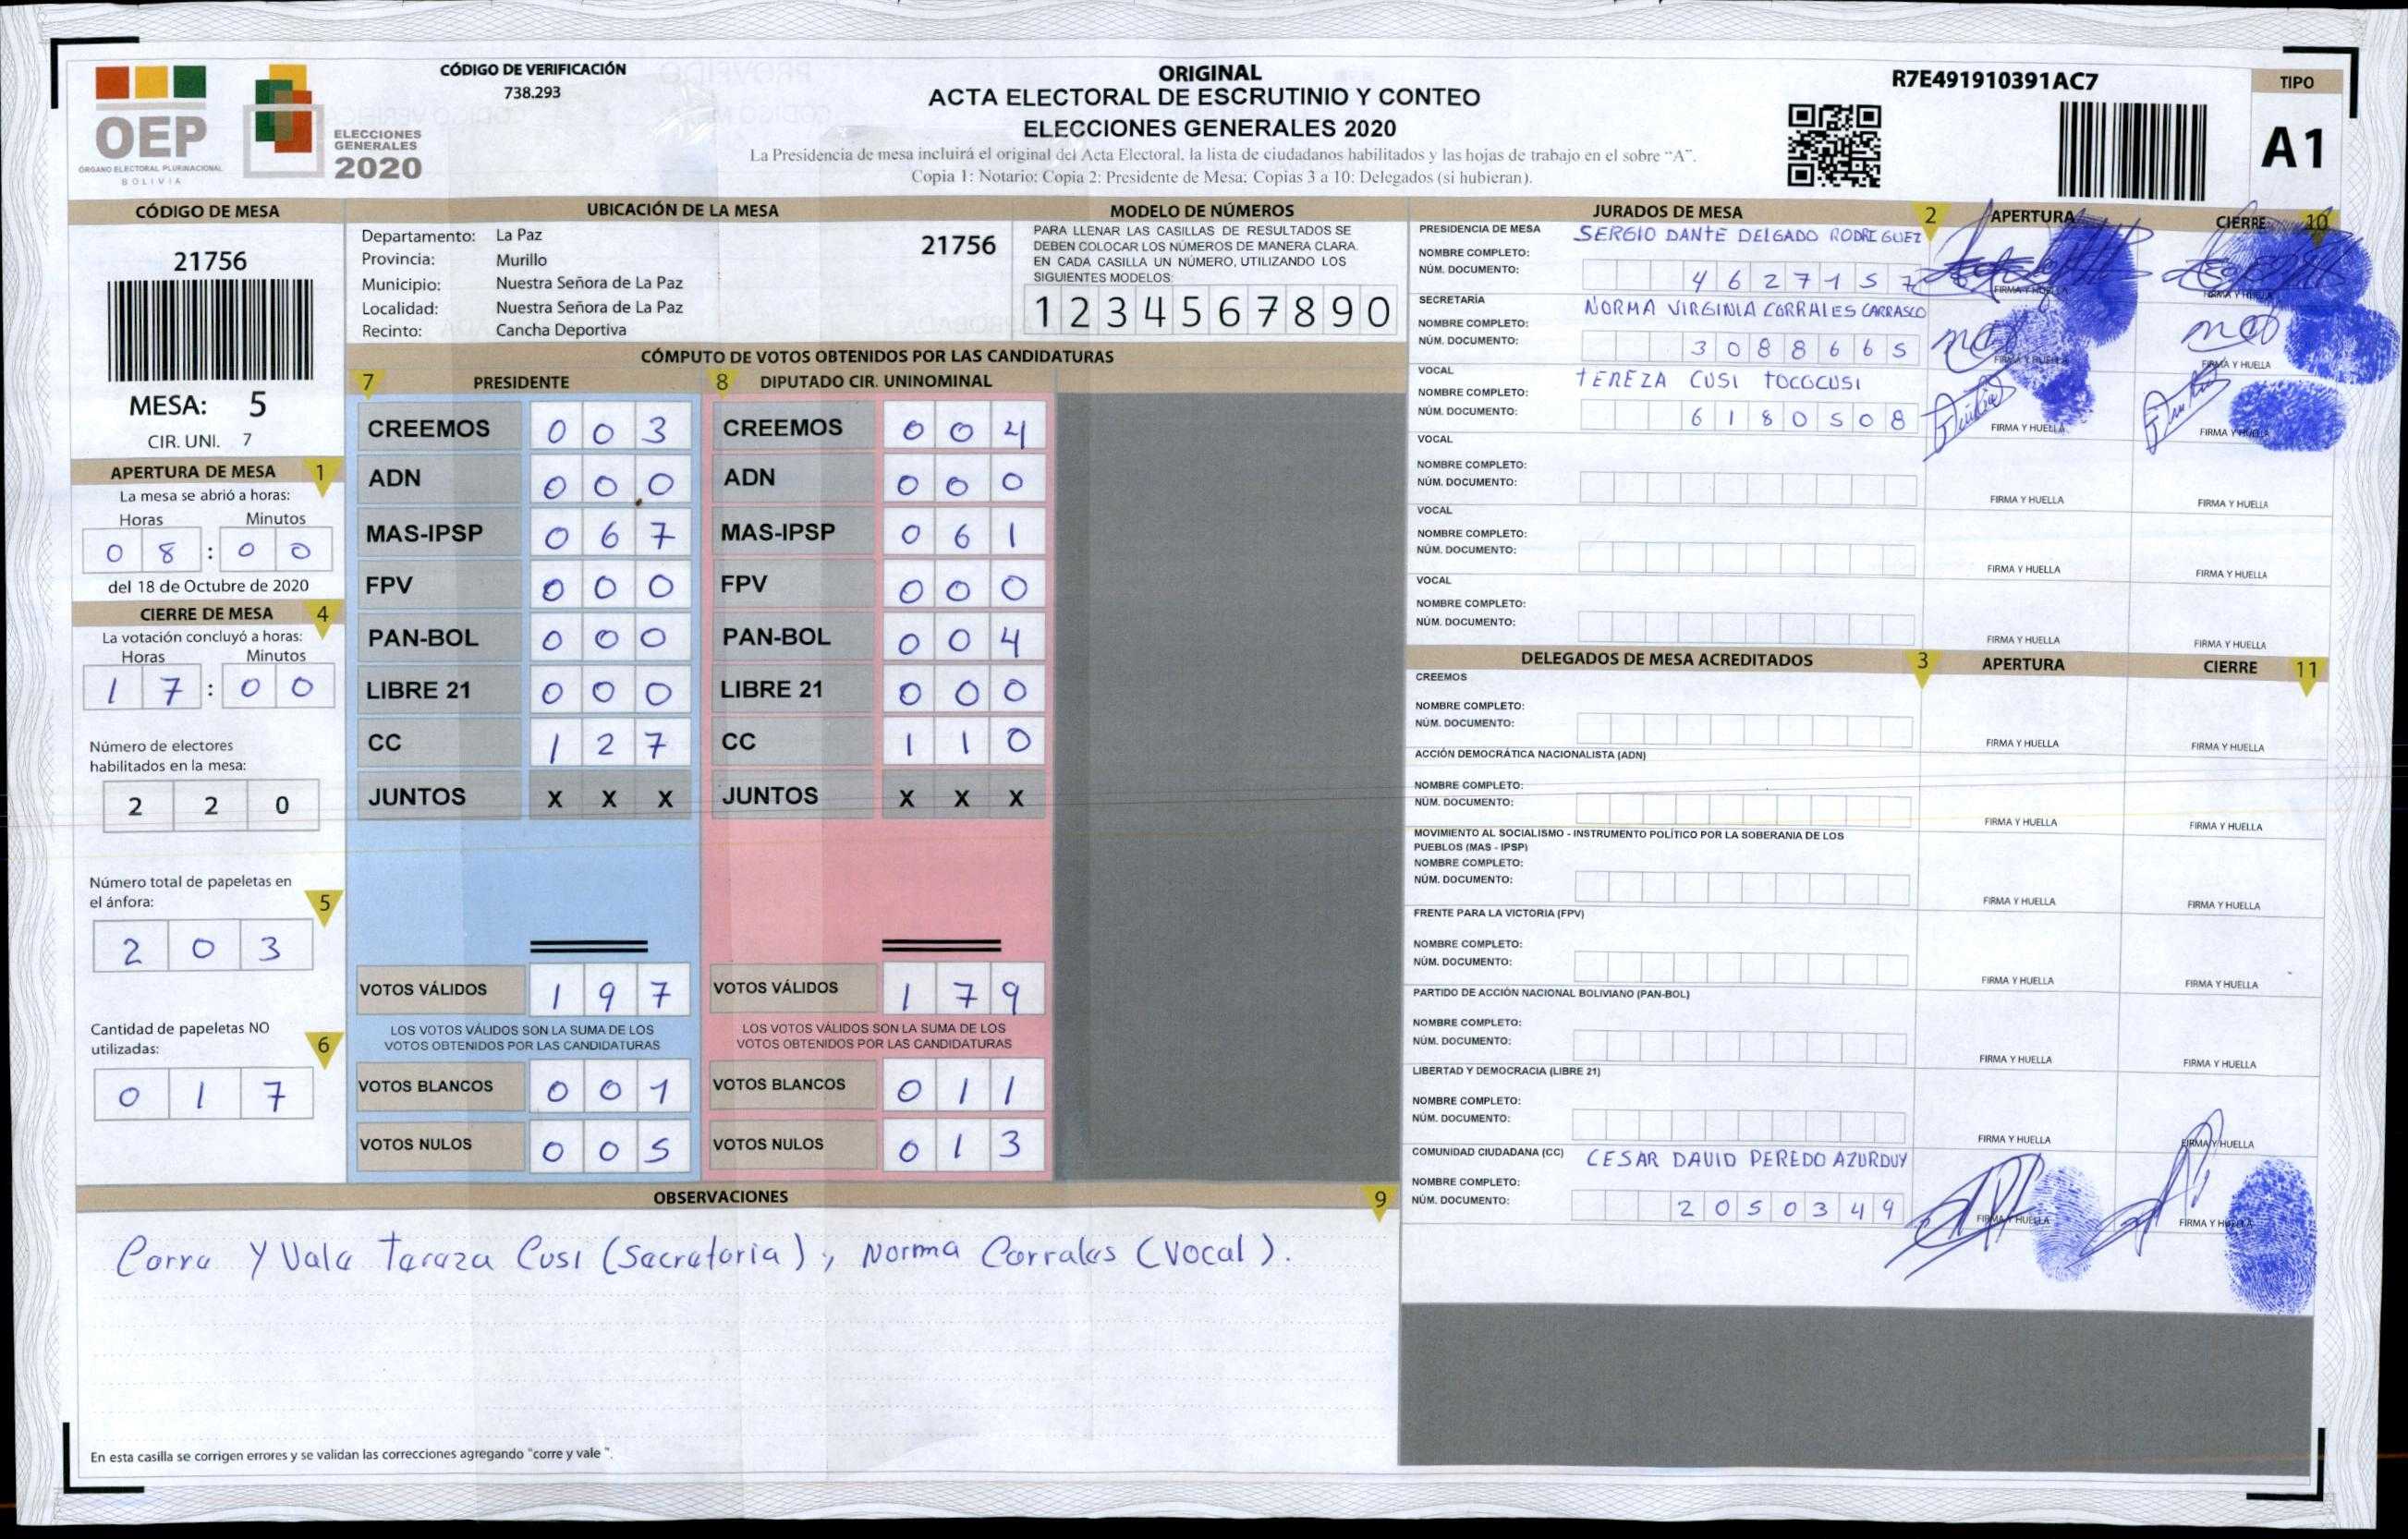 CÓDIGO DE VERIFICACIÓN
738.293
OEP
ÓRGANO ELECTORAL PLURINACIONAL
BOLIVIA
ELECCIONES
GENERALES
2020
ORIGINAL
ACTA ELECTORAL DE ESCRUTINIO Y CONTEO
ELECCIONES GENERALES 2020
La Presidencia de mesa incluirá el original del Acta Electoral, la lista de ciudadanos habilitados y las hojas de trabajo en el sobre "A".
Copia 1: Notario; Copia 2: Presidente de Mesa; Copias 3 a 10: Delegados (si hubieran).
R7E491910391AC7
TIPO
A1
CÓDIGO DE MESA
21756
MESA: 5
CIR. UNI. 7
APERTURA DE MESA 1
La mesa se abrió a horas:
Horas Minutos
0 8 : 0 0
del 18 de Octubre de 2020
CIERRE DE MESA 4
La votación concluyó a horas:
Horas Minutos
1 7 : 0 0
Número de electores
habilitados en la mesa:
2 2 0
Número total de papeletas en
el ánfora: 5
2 0 3
Cantidad de papeletas NO
utilizadas: 6
0 1 7
UBICACIÓN DE LA MESA
Departamento: La Paz 21756
Provincia: Murillo
Municipio: Nuestra Señora de La Paz
Localidad: Nuestra Señora de La Paz
Recinto: Cancha Deportiva
MODELO DE NÚMEROS
PARA LLENAR LAS CASILLAS DE RESULTADOS SE
DEBEN COLOCAR LOS NÚMEROS DE MANERA CLARA.
EN CADA CASILLA UN NÚMERO, UTILIZANDO LOS
SIGUIENTES MODELOS:
1 2 3 4 5 6 7 8 9 0
CÓMPUTO DE VOTOS OBTENIDOS POR LAS CANDIDATURAS
7 PRESIDENTE 8 DIPUTADO CIR. UNINOMINAL
CREEMOS 0 0 3 CREEMOS 0 0 4
ADN 0 0 0 ADN 0 0 0
MAS-IPSP 0 6 7 MAS-IPSP 0 6 1
FPV 0 0 0 FPV 0 0 0
PAN-BOL 0 0 0 PAN-BOL 0 0 4
LIBRE 21 0 0 0 LIBRE 21 0 0 0
CC 1 2 7 CC 1 1 0
JUNTOS X X X JUNTOS X X X
VOTOS VÁLIDOS 1 9 7 VOTOS VÁLIDOS 1 7 9
LOS VOTOS VÁLIDOS SON LA SUMA DE LOS LOS VOTOS VÁLIDOS SON LA SUMA DE LOS
VOTOS OBTENIDOS POR LAS CANDIDATURAS VOTOS OBTENIDOS POR LAS CANDIDATURAS
VOTOS BLANCOS 0 0 1 VOTOS BLANCOS 0 1 1
VOTOS NULOS 0 0 5 VOTOS NULOS 0 1 3
OBSERVACIONES 9
Corre Y Vale Tereza Cusi (Secretaria), Norma Corrales (Vocal).
En esta casilla se corrigen errores y se validan las correcciones agregando "corre y vale ".
JURADOS DE MESA 2 APERTURA CIERRE 10
PRESIDENCIA DE MESA SERGIO DANTE DELGADO RODRIGUEZ
NOMBRE COMPLETO:
NÚM. DOCUMENTO: 4 6 2 7 1 5 7 FIRMA Y HUELLA FIRMA Y HUELLA
SECRETARÍA NORMA VIRGINIA CORRALES CARRASCO
NOMBRE COMPLETO:
NÚM. DOCUMENTO: 3 0 8 8 6 6 5 FIRMA Y HUELLA FIRMA Y HUELLA
VOCAL TEREZA CUSI TOCOCUSI
NOMBRE COMPLETO:
NÚM. DOCUMENTO: 6 1 8 0 5 0 8 FIRMA Y HUELLA FIRMA Y HUELLA
VOCAL
NOMBRE COMPLETO:
NÚM. DOCUMENTO: FIRMA Y HUELLA FIRMA Y HUELLA
VOCAL
NOMBRE COMPLETO:
NÚM. DOCUMENTO: FIRMA Y HUELLA FIRMA Y HUELLA
VOCAL
NOMBRE COMPLETO:
NÚM. DOCUMENTO: FIRMA Y HUELLA FIRMA Y HUELLA
DELEGADOS DE MESA ACREDITADOS 3 APERTURA CIERRE 11
CREEMOS
NOMBRE COMPLETO:
NÚM. DOCUMENTO: FIRMA Y HUELLA FIRMA Y HUELLA
ACCIÓN DEMOCRÁTICA NACIONALISTA (ADN)
NOMBRE COMPLETO:
NÚM. DOCUMENTO: FIRMA Y HUELLA FIRMA Y HUELLA
MOVIMIENTO AL SOCIALISMO - INSTRUMENTO POLÍTICO POR LA SOBERANIA DE LOS
PUEBLOS (MAS - IPSP)
NOMBRE COMPLETO:
NÚM. DOCUMENTO: FIRMA Y HUELLA FIRMA Y HUELLA
FRENTE PARA LA VICTORIA (FPV)
NOMBRE COMPLETO:
NÚM. DOCUMENTO: FIRMA Y HUELLA FIRMA Y HUELLA
PARTIDO DE ACCIÓN NACIONAL BOLIVIANO (PAN-BOL)
NOMBRE COMPLETO:
NÚM. DOCUMENTO: FIRMA Y HUELLA FIRMA Y HUELLA
LIBERTAD Y DEMOCRACIA (LIBRE 21)
NOMBRE COMPLETO:
NÚM. DOCUMENTO: FIRMA Y HUELLA FIRMA Y HUELLA
COMUNIDAD CIUDADANA (CC) CESAR DAVID PEREDO AZURDUY
NOMBRE COMPLETO:
NÚM. DOCUMENTO: 2 0 5 0 3 4 9 FIRMA Y HUELLA FIRMA Y HUELLA